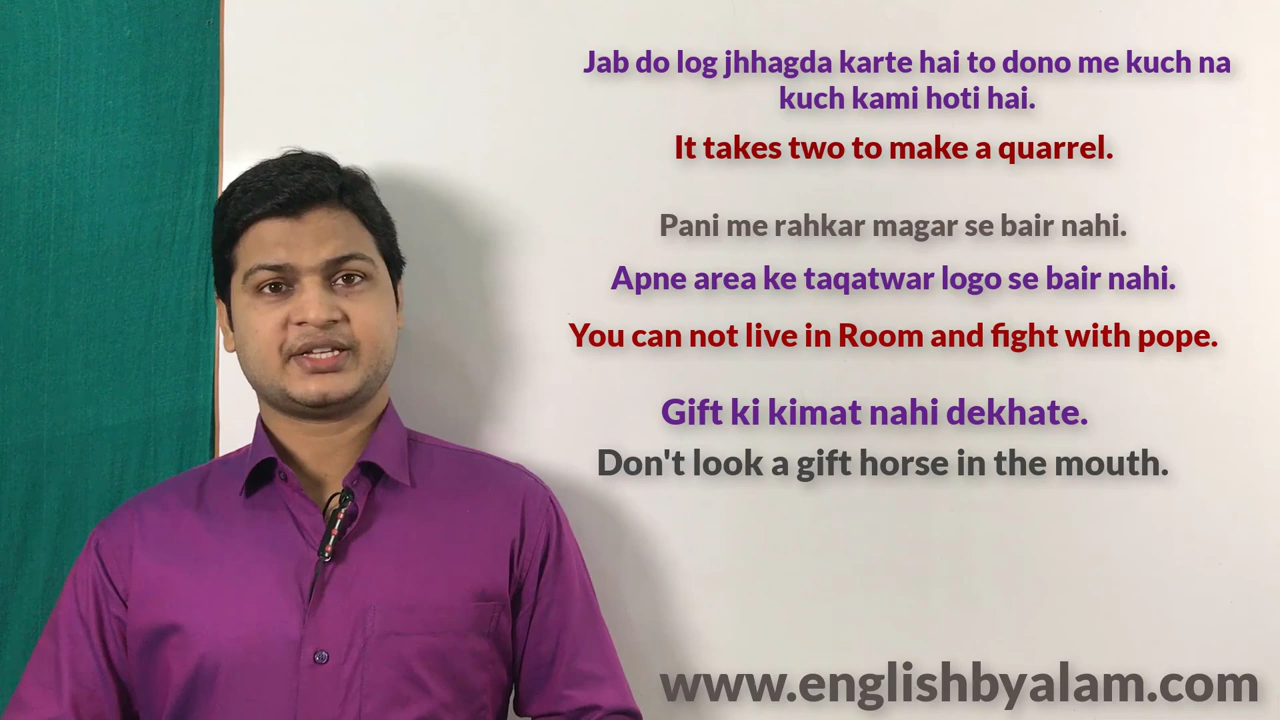 Jab do log jhhagda karte hai to dono me kuch na
kuch kami hoti hai.
It takes two to make a quarrel.
Pani me rahkar magar se bair nahi.
Apne area ke taqatwar logo se bair nahi.
You can not live in Room and fight with pope.
Gift ki kimat nahi dekhate.
Don't look a gift horse in the mouth.
www.englishbyalam.com